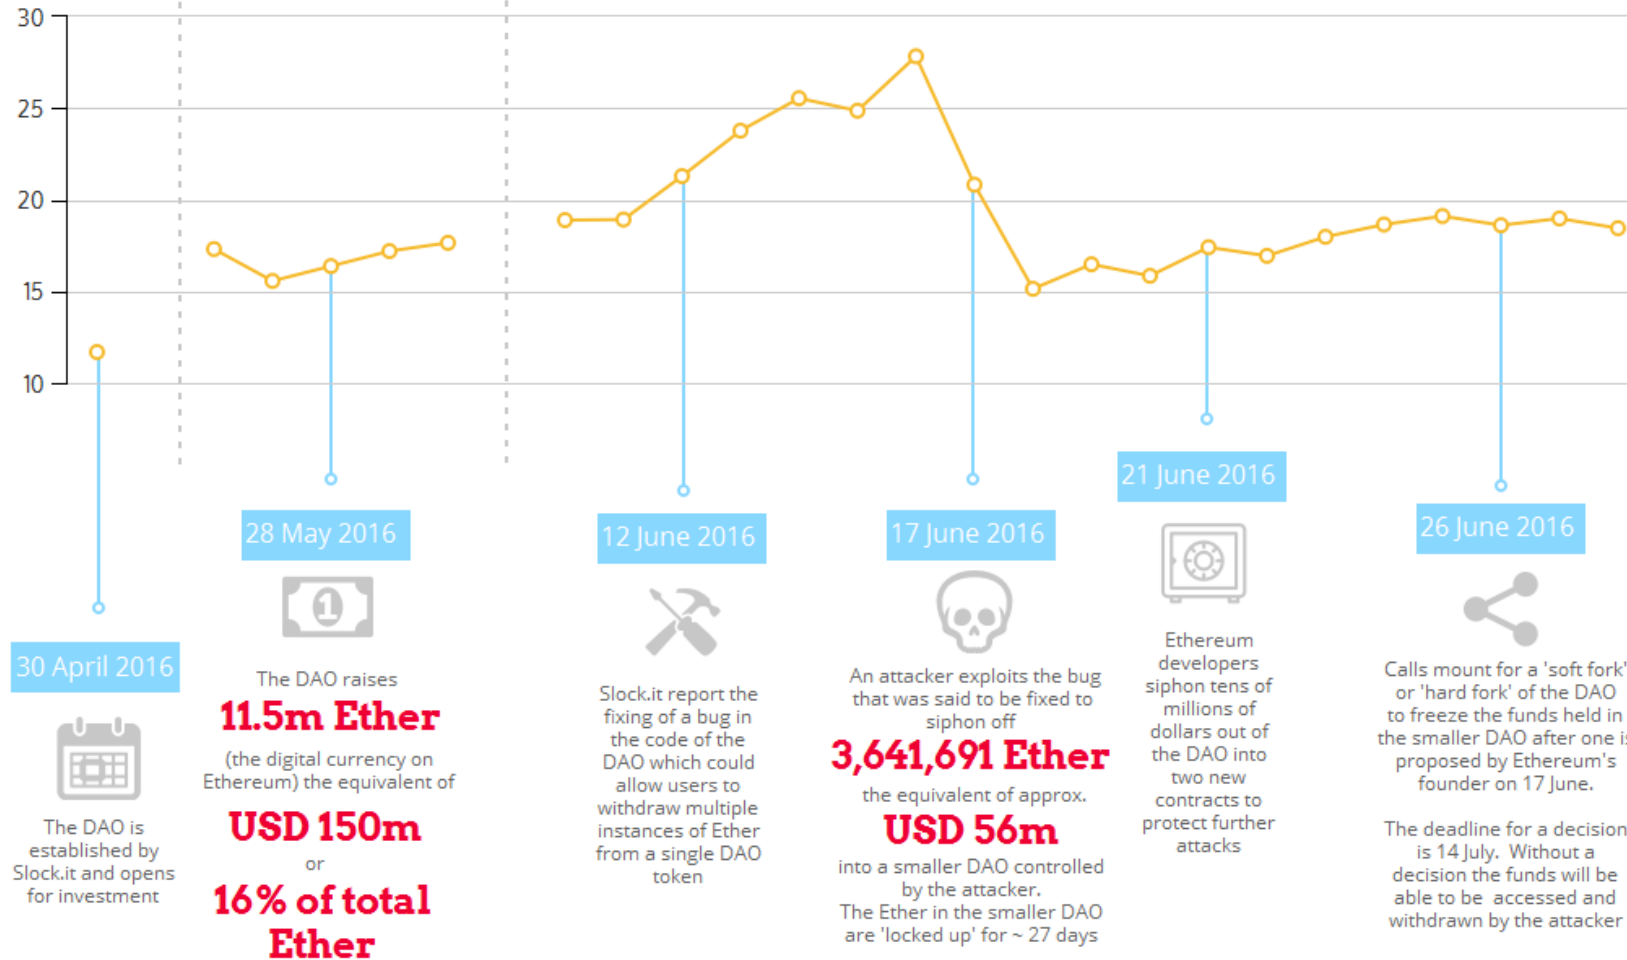 30
25
20
15
10
30 April 2016
The DAO is
established by
Slock.it and opens
for investment
28 May 2016
1
The DAO raises
11.5m Ether
(the digital currency on
Ethereum) the equivalent of
USD 150m
or
16% of total
Ether
12 June 2016
Slock.it report the
fixing of a bug in
the code of the
DAO which could
allow users to
withdraw multiple
instances of Ether
from a single DAO
token
17 June 2016
An attacker exploits the bug
that was said to be fixed to
siphon off
3,641,691 Ether
the equivalent of approx.
USD 56m
into a smaller DAO controlled
by the attacker.
The Ether in the smaller DAO
are 'locked up' for ~ 27 days
21 June 2016
Ethereum
developers
siphon tens of
millions of
dollars out of
the DAO into
two new
contracts to
protect further
attacks
26 June 2016
Calls mount for a 'soft fork'
or 'hard fork' of the DAO
to freeze the funds held in
the smaller DAO after one is
proposed by Ethereum's
founder on 17 June.
The deadline for a decision
is 14 July. Without a
decision the funds will be
able to be accessed and
withdrawn by the attacker